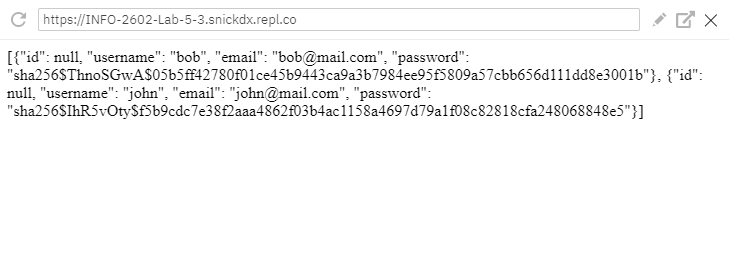 https://INFO-2602-Lab-5-3.snickdx.repl.co
[{"id": null, "username": "bob", "email": "bob@mail.com", "password":
"sha256$ThnoSGwA$05b5ff42780f01ce45b9443ca9a3b7984ee95f5809a57cbb656d111dd8e3001b"}, {"id":
null, "username": "john", "email": "john@mail.com", "password":
"sha256$IhR5vOty$f5b9cdc7e38f2aaa4862f03b4ac1158a4697d79a1f08c82818cfa248068848e5"}]